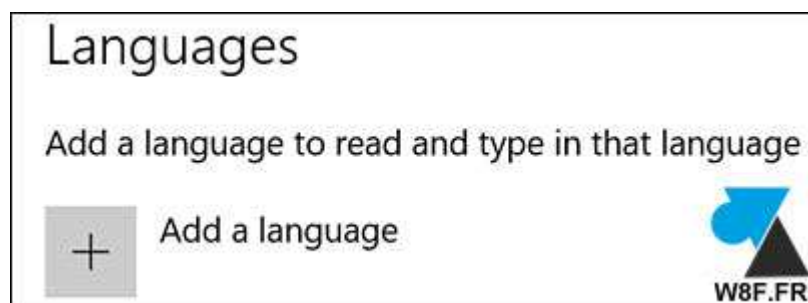 Languages
Add a language to read and type in that language
Add a language
W8F.FR